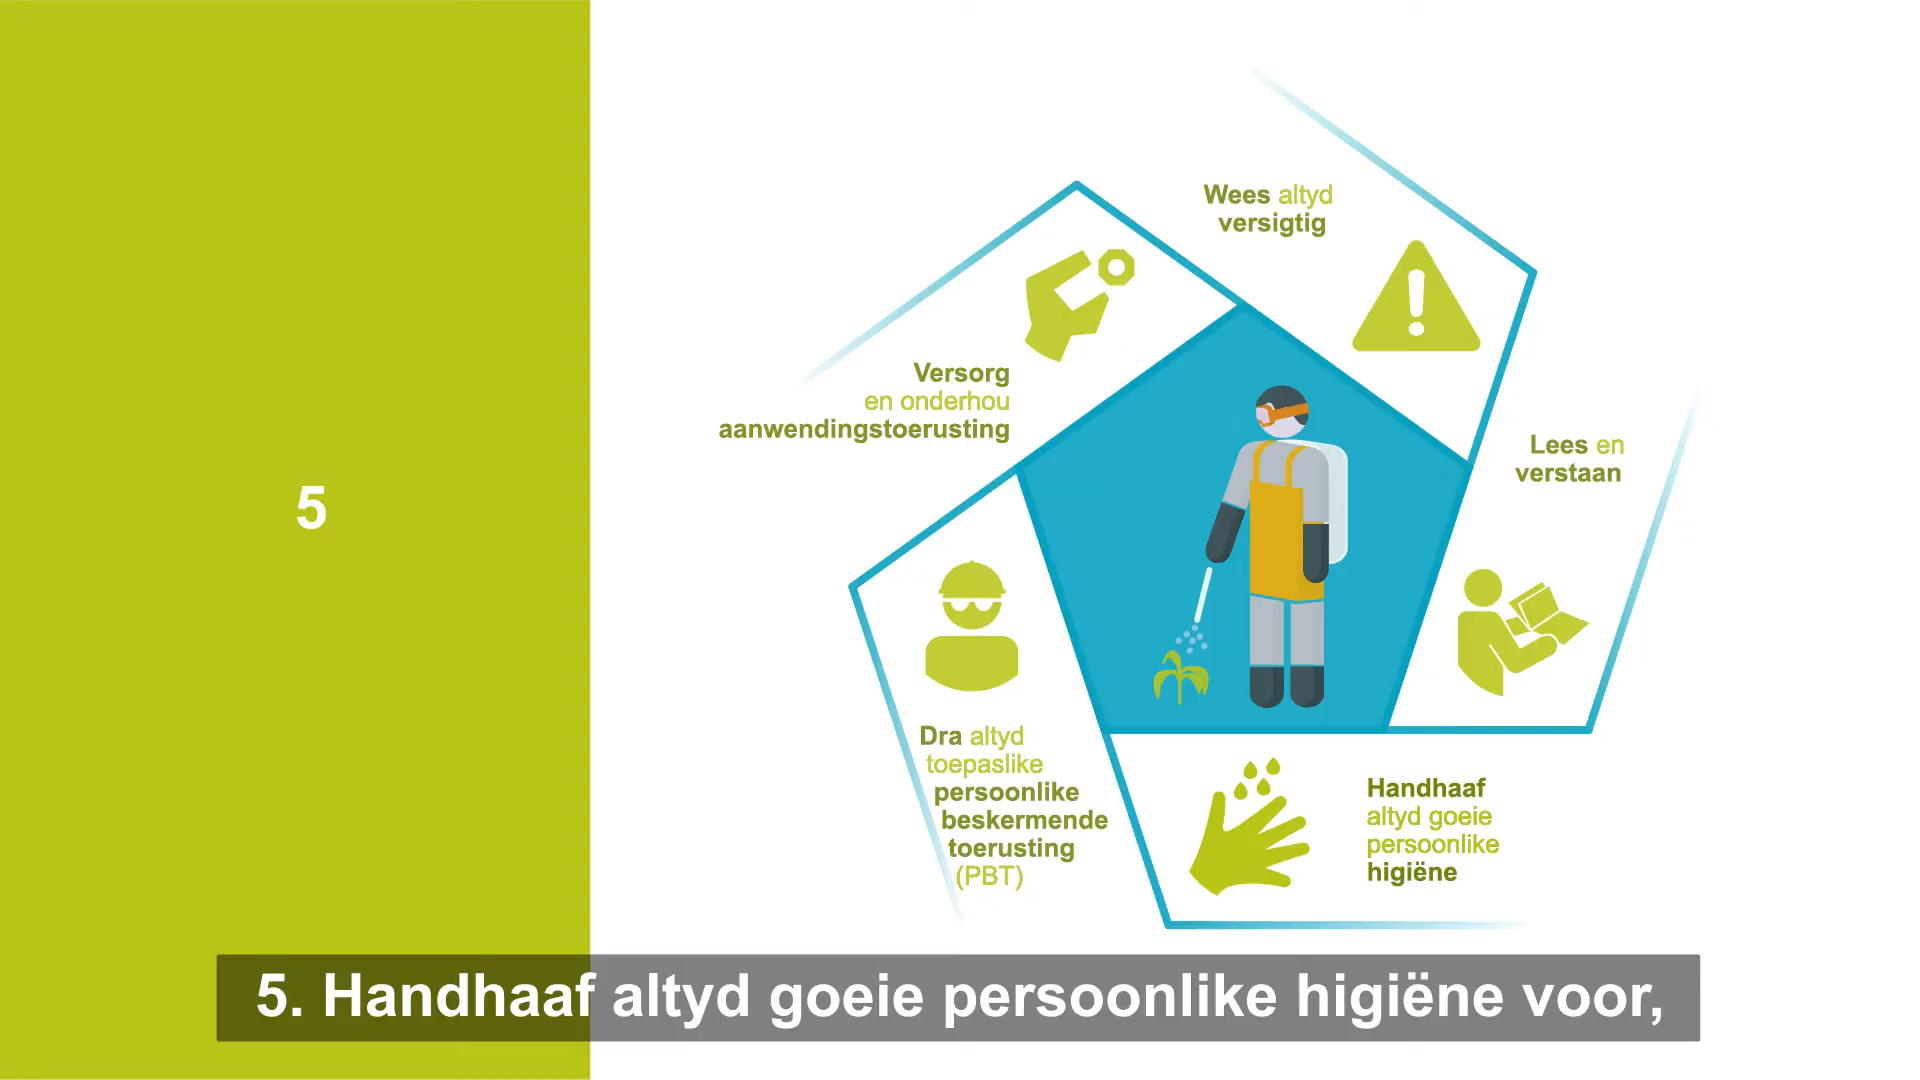 5
Wees altyd
versigtig
Versorg
en onderhou
aanwendingstoerusting
Lees en
verstaan
Dra altyd
toepaslike
persoonlike
beskermende
toerusting
(PBT)
Handhaaf
altyd goeie
persoonlike
higiëne
5. Handhaaf altyd goeie persoonlike higiëne voor,